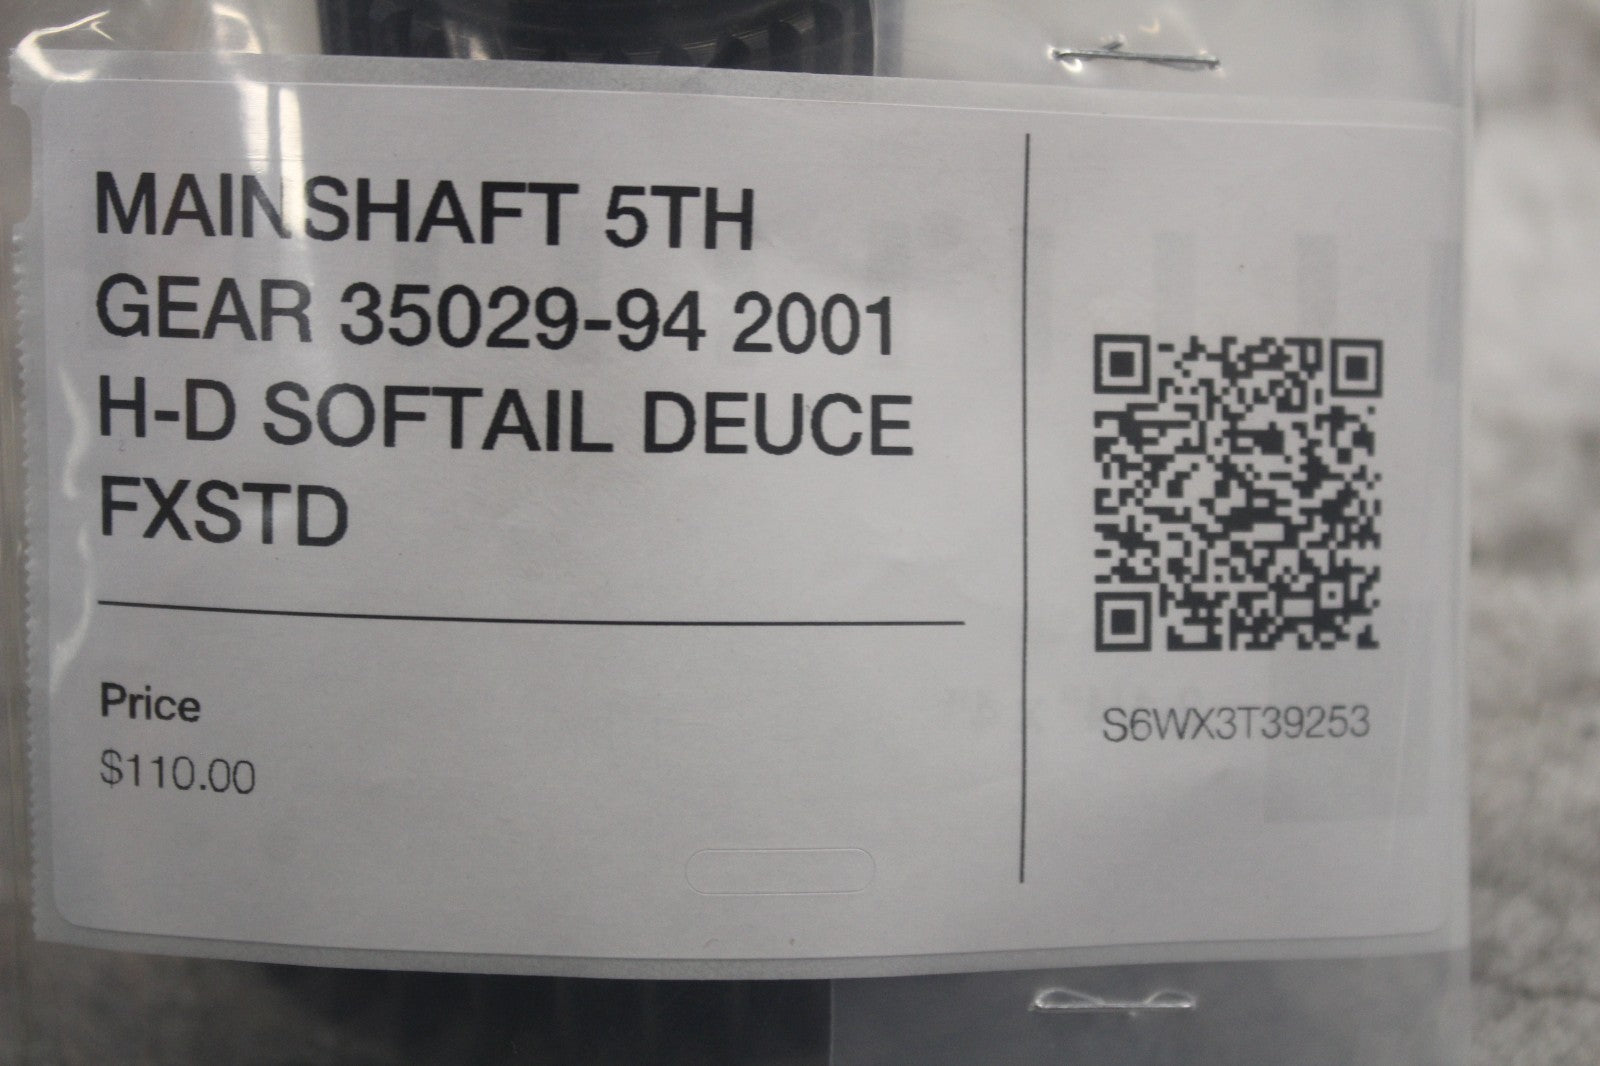 MAINSHAFT 5TH
GEAR 35029-94 2001
H-D SOFTAIL DEUCE
FXSTD
Price
$110.00
S6WX3T39253